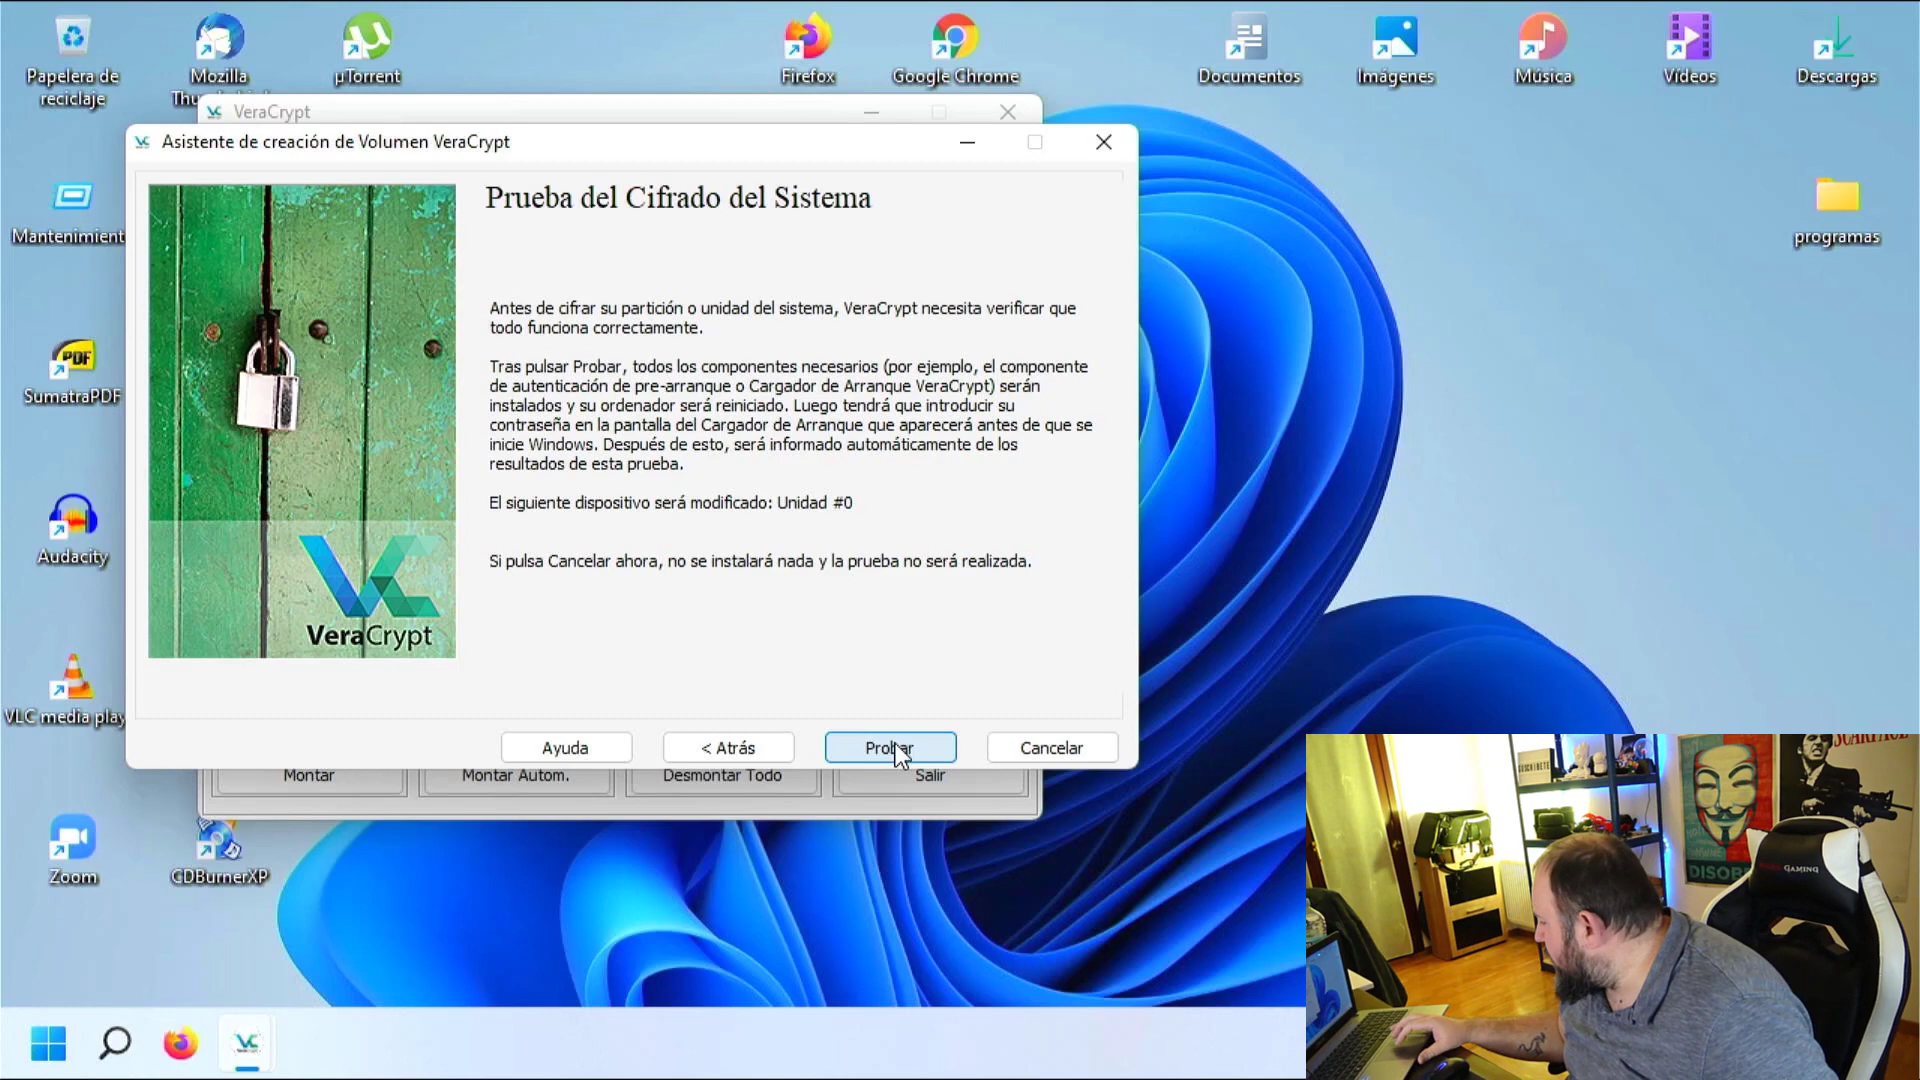 Papelera de
reciclaje
Mozilla
µTorrent
Firefox
Google Chrome
Documentos
Imágenes
Música
Vídeos
Descargas
VeraCrypt
Asistente de creación de Volumen VeraCrypt
Prueba del Cifrado del Sistema
Mantenimient
programas
Antes de cifrar su partición o unidad del sistema, VeraCrypt necesita verificar que
todo funciona correctamente.
Tras pulsar Probar, todos los componentes necesarios (por ejemplo, el componente
de autenticación de pre-arranque o Cargador de Arranque VeraCrypt) serán
instalados y su ordenador será reiniciado. Luego tendrá que introducir su
contraseña en la pantalla del Cargador de Arranque que aparecerá antes de que se
inicie Windows. Después de esto, será informado automáticamente de los
resultados de esta prueba.
El siguiente dispositivo será modificado: Unidad #0
Si pulsa Cancelar ahora, no se instalará nada y la prueba no será realizada.
PDF
SumatraPDF
Audacity
VeraCrypt
VLC media play
Ayuda
< Atrás
Probar
Cancelar
Montar
Montar Autom.
Desmontar Todo
Salir
Zoom
CDBurnerXP
SUSCRÍBETE
SCARFACE
GAMING